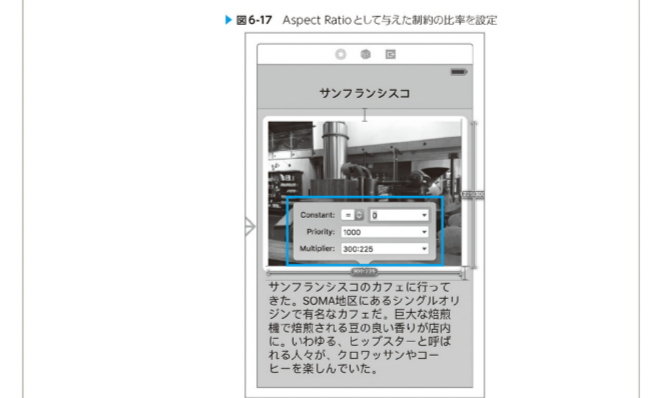 ▶ 図6-17 Aspect Ratioとして与えた制約の比率を設定
サンフランシスコ
Constant: = 0
Priority: 1000
Multiplier: 300:225
300:225
サンフランシスコのカフェに行って
きた。SOMA地区にあるシングルオリ
ジンで有名なカフェだ。巨大な焙煎
機で焙煎される豆の良い香りが店内
に。いわゆる、ヒップスターと呼ば
れる人々が、クロワッサンやコー
ヒーを楽しんでいた。